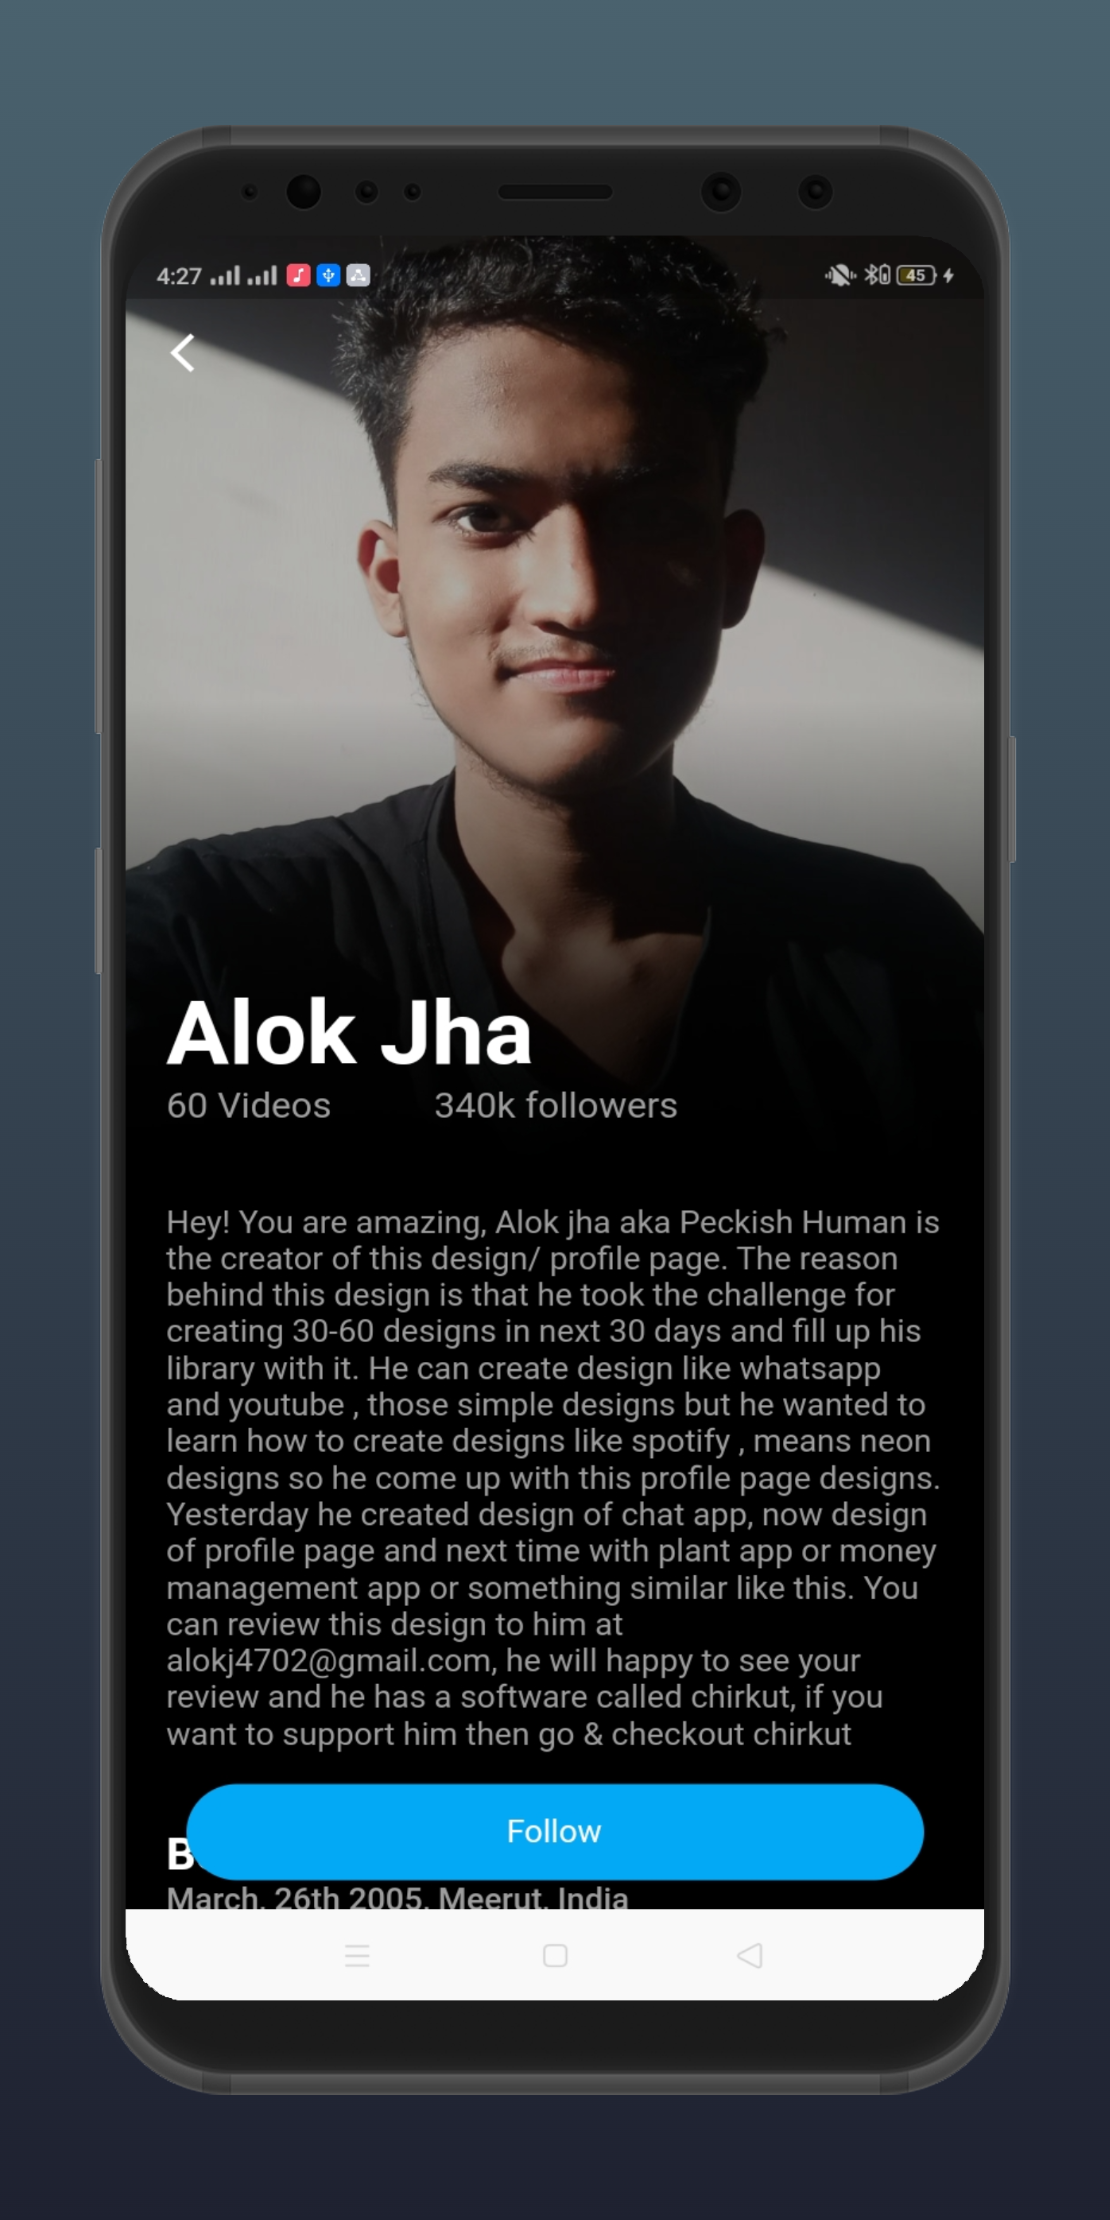 4:27
45
Alok Jha
60 Videos 340k followers
Hey! You are amazing, Alok jha aka Peckish Human is
the creator of this design/ profile page. The reason
behind this design is that he took the challenge for
creating 30-60 designs in next 30 days and fill up his
library with it. He can create design like whatsapp
and youtube , those simple designs but he wanted to
learn how to create designs like spotify , means neon
designs so he come up with this profile page designs.
Yesterday he created design of chat app, now design
of profile page and next time with plant app or money
management app or something similar like this. You
can review this design to him at
alokj4702@gmail.com, he will happy to see your
review and he has a software called chirkut, if you
want to support him then go & checkout chirkut
Follow
March, 26th 2005, Meerut, India